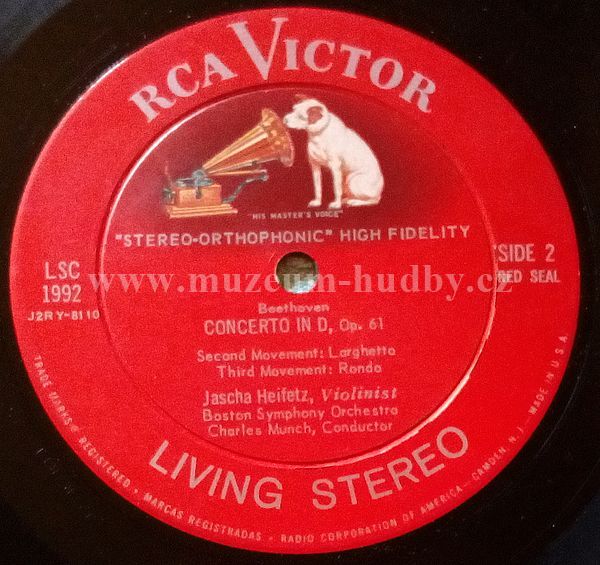 RCA VICTOR
"HIS MASTER'S VOICE"
"STEREO-ORTHOPHONIC" HIGH FIDELITY
LSC
1992
J2RY-8110
SIDE 2
RED SEAL
www.muzeum-hudby.cz
Beethoven
CONCERTO IN D, Op. 61
Second Movement: Larghetto
Third Movement: Rondo
Jascha Heifetz, Violinist
Boston Symphony Orchestra
Charles Munch, Conductor
LIVING STEREO
TRADE MARKS ® REGISTERED • MARCAS REGISTRADAS • RADIO CORPORATION OF AMERICA—CAMDEN, N. J. MADE IN U.S.A.